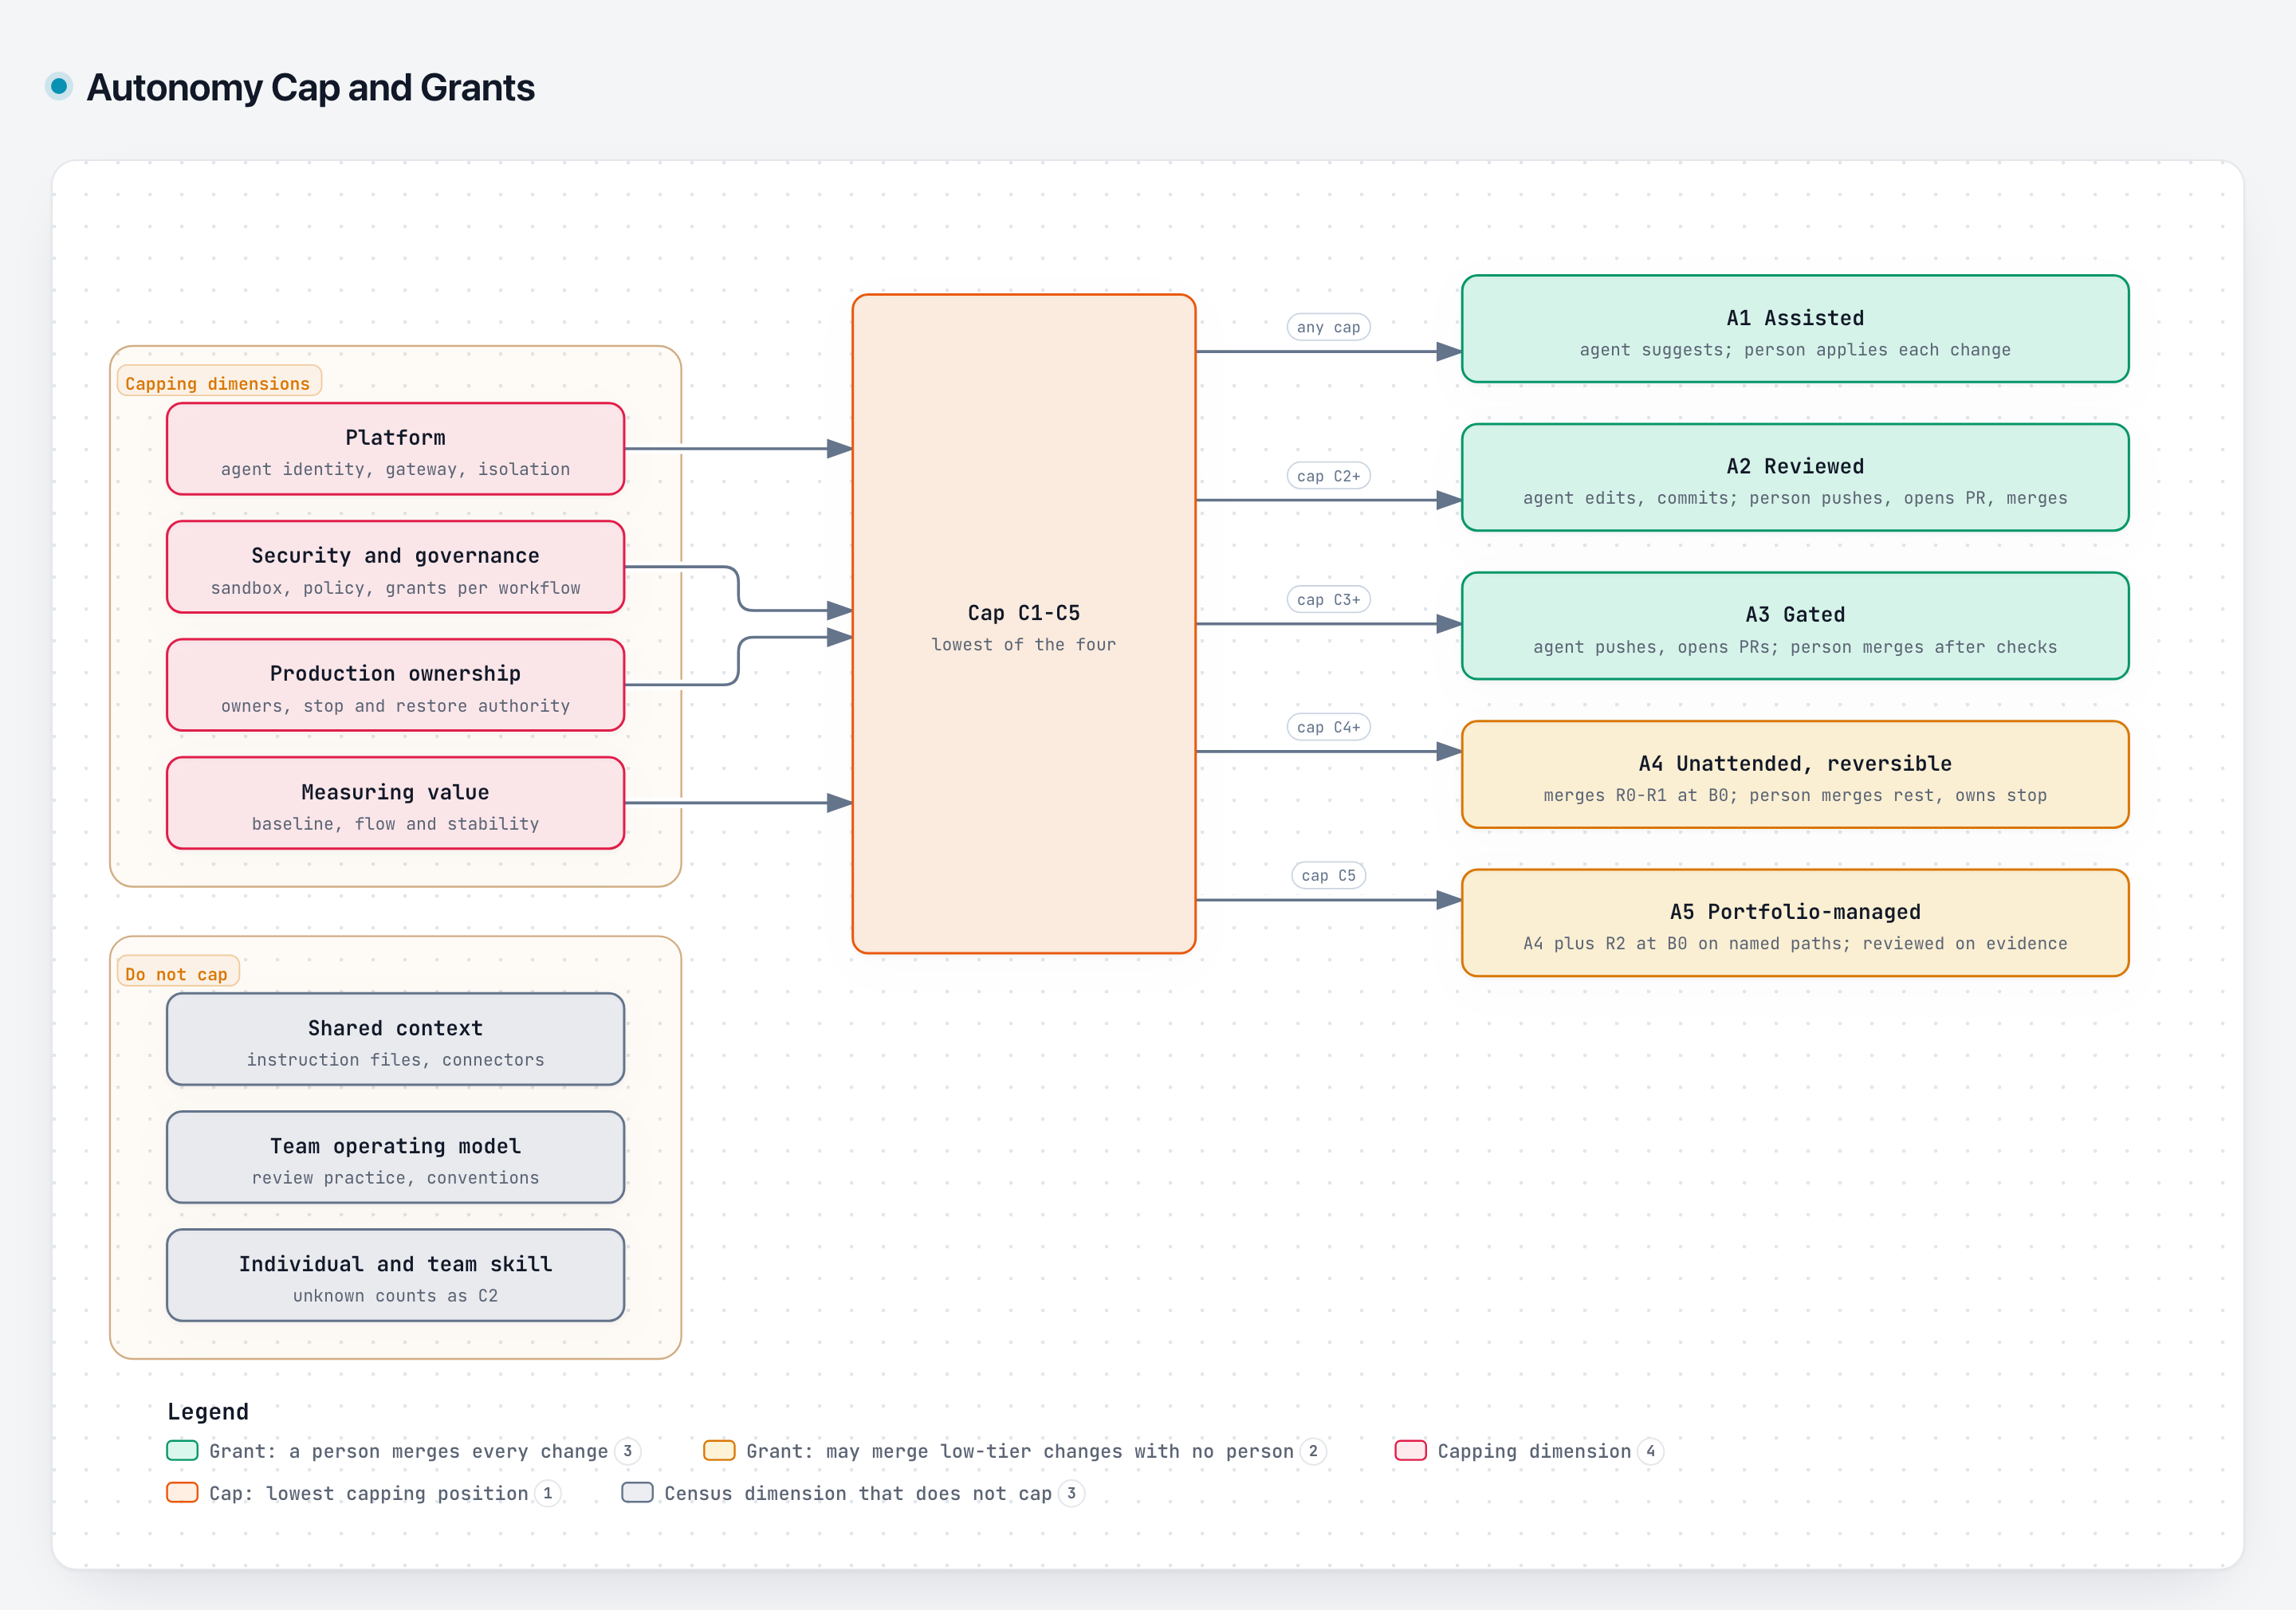 Autonomy Cap and Grants
Capping dimensions
Platform
agent identity, gateway, isolation
Security and governance
sandbox, policy, grants per workflow
Production ownership
owners, stop and restore authority
Measuring value
baseline, flow and stability
Do not cap
Shared context
instruction files, connectors
Team operating model
review practice, conventions
Individual and team skill
unknown counts as C2
Cap C1-C5
lowest of the four
any cap
cap C2+
cap C3+
cap C4+
cap C5
A1 Assisted
agent suggests; person applies each change
A2 Reviewed
agent edits, commits; person pushes, opens PR, merges
A3 Gated
agent pushes, opens PRs; person merges after checks
A4 Unattended, reversible
merges R0-R1 at B0; person merges rest, owns stop
A5 Portfolio-managed
A4 plus R2 at B0 on named paths; reviewed on evidence
Legend
Grant: a person merges every change 3
Grant: may merge low-tier changes with no person 2
Capping dimension 4
Cap: lowest capping position 1
Census dimension that does not cap 3